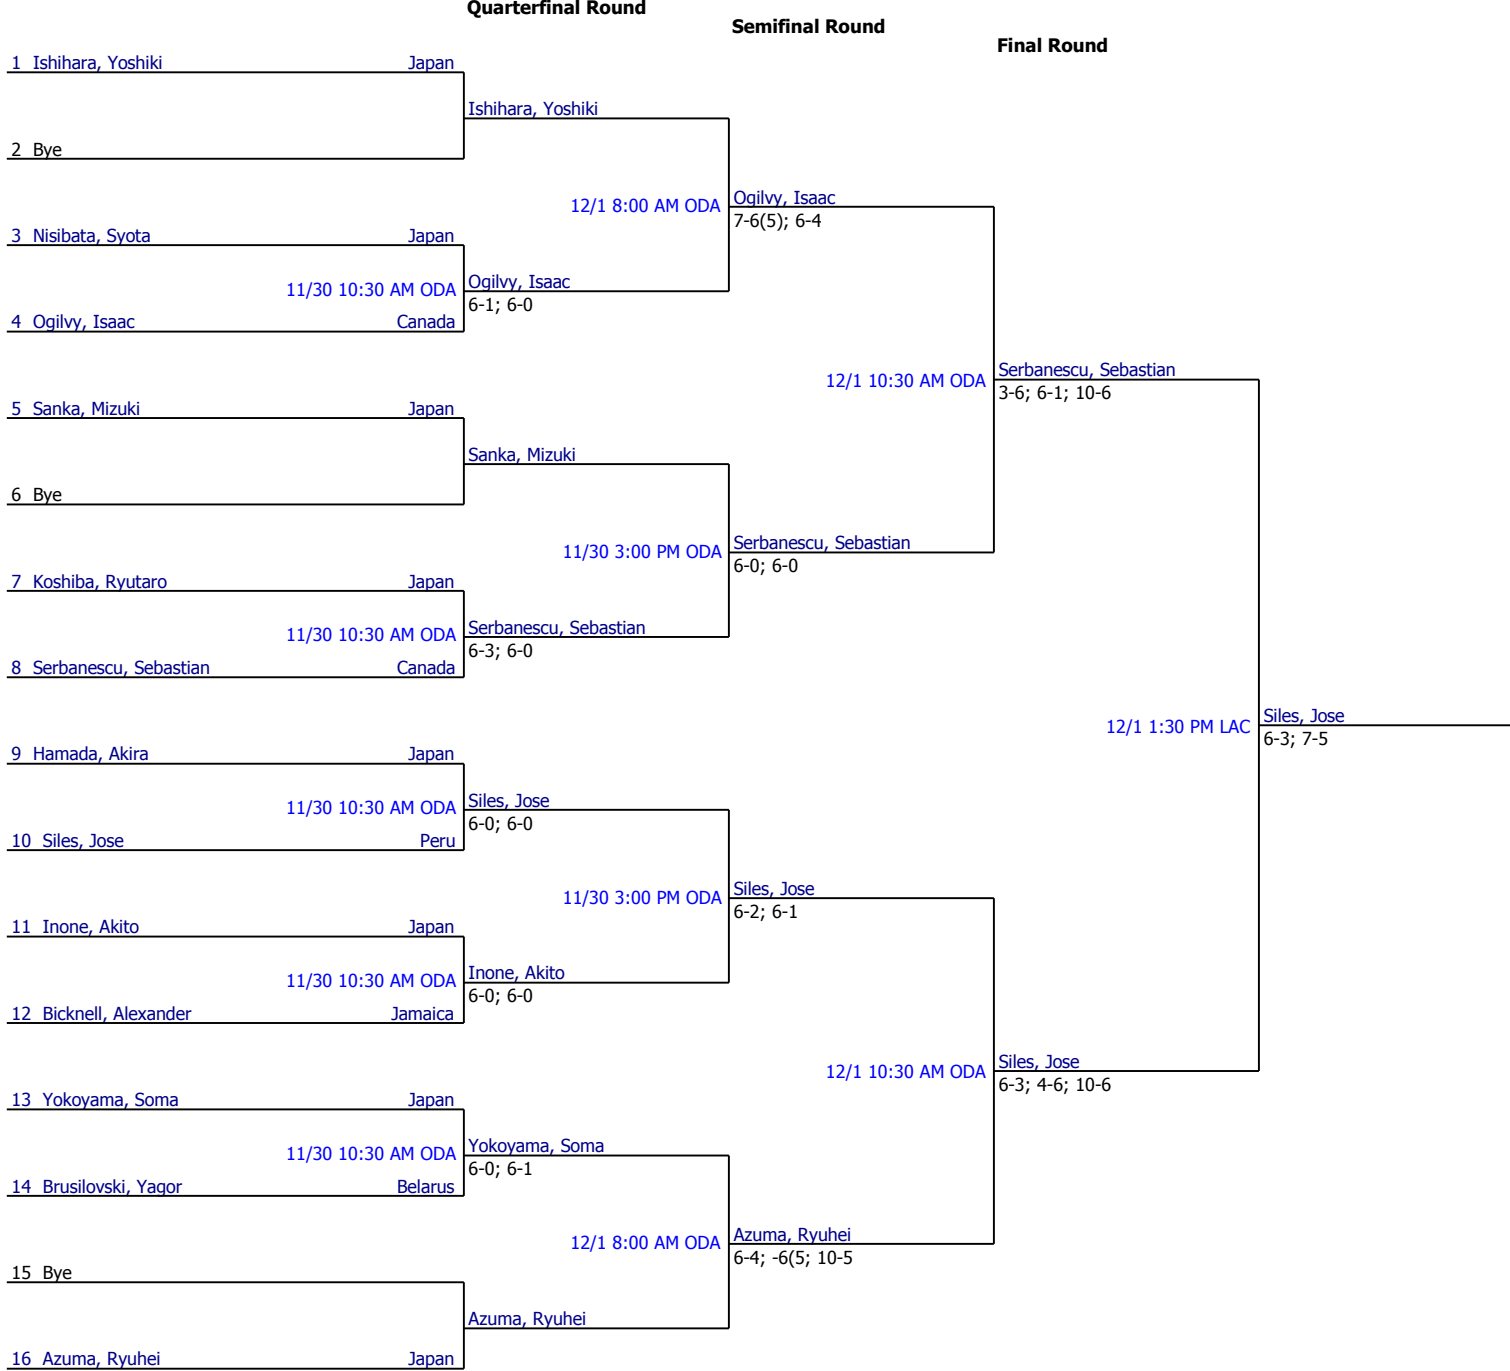 Quarterfinal Round
Semifinal Round
Final Round
1 Ishihara, Yoshiki Japan
Ishihara, Yoshiki
2 Bye
12/1 8:00 AM ODA Ogilvy, Isaac
7-6(5); 6-4
3 Nisibata, Syota Japan
11/30 10:30 AM ODA Ogilvy, Isaac
6-1; 6-0
4 Ogilvy, Isaac Canada
12/1 10:30 AM ODA Serbanescu, Sebastian
3-6; 6-1; 10-6
5 Sanka, Mizuki Japan
Sanka, Mizuki
6 Bye
11/30 3:00 PM ODA Serbanescu, Sebastian
6-0; 6-0
7 Koshiba, Ryutaro Japan
11/30 10:30 AM ODA Serbanescu, Sebastian
6-3; 6-0
8 Serbanescu, Sebastian Canada
12/1 1:30 PM LAC Siles, Jose
6-3; 7-5
9 Hamada, Akira Japan
11/30 10:30 AM ODA Siles, Jose
6-0; 6-0
10 Siles, Jose Peru
11/30 3:00 PM ODA Siles, Jose
6-2; 6-1
11 Inone, Akito Japan
11/30 10:30 AM ODA Inone, Akito
6-0; 6-0
12 Bicknell, Alexander Jamaica
12/1 10:30 AM ODA Siles, Jose
6-3; 4-6; 10-6
13 Yokoyama, Soma Japan
11/30 10:30 AM ODA Yokoyama, Soma
6-0; 6-1
14 Brusilovski, Yagor Belarus
12/1 8:00 AM ODA Azuma, Ryuhei
6-4; -6(5; 10-5
15 Bye
Azuma, Ryuhei
16 Azuma, Ryuhei Japan